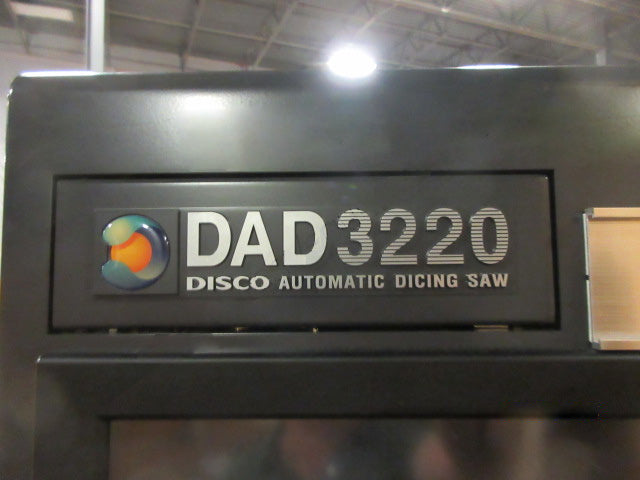 DAD3220
DISCO AUTOMATIC DICING SAW